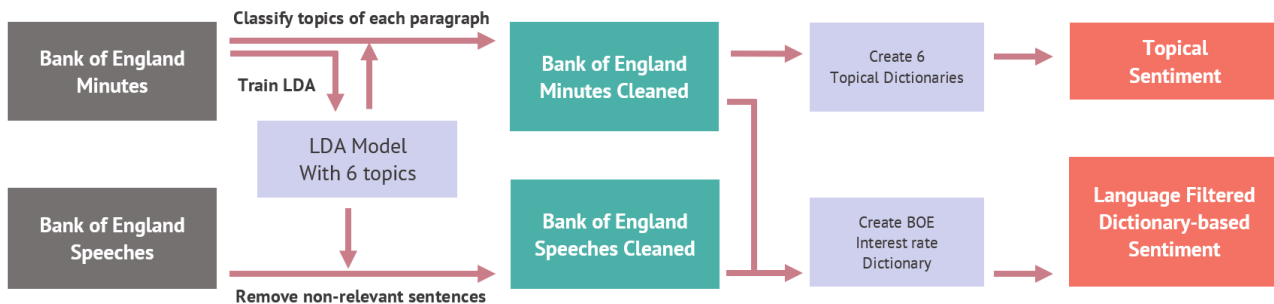 Classify topics of each paragraph
Bank of England
Minutes
Train LDA
LDA Model
With 6 topics
Bank of England
Minutes Cleaned
Create 6
Topical Dictionaries
Topical
Sentiment
Bank of England
Speeches
Remove non-relevant sentences
Bank of England
Speeches Cleaned
Create BOE
Interest rate
Dictionary
Language Filtered
Dictionary-based
Sentiment